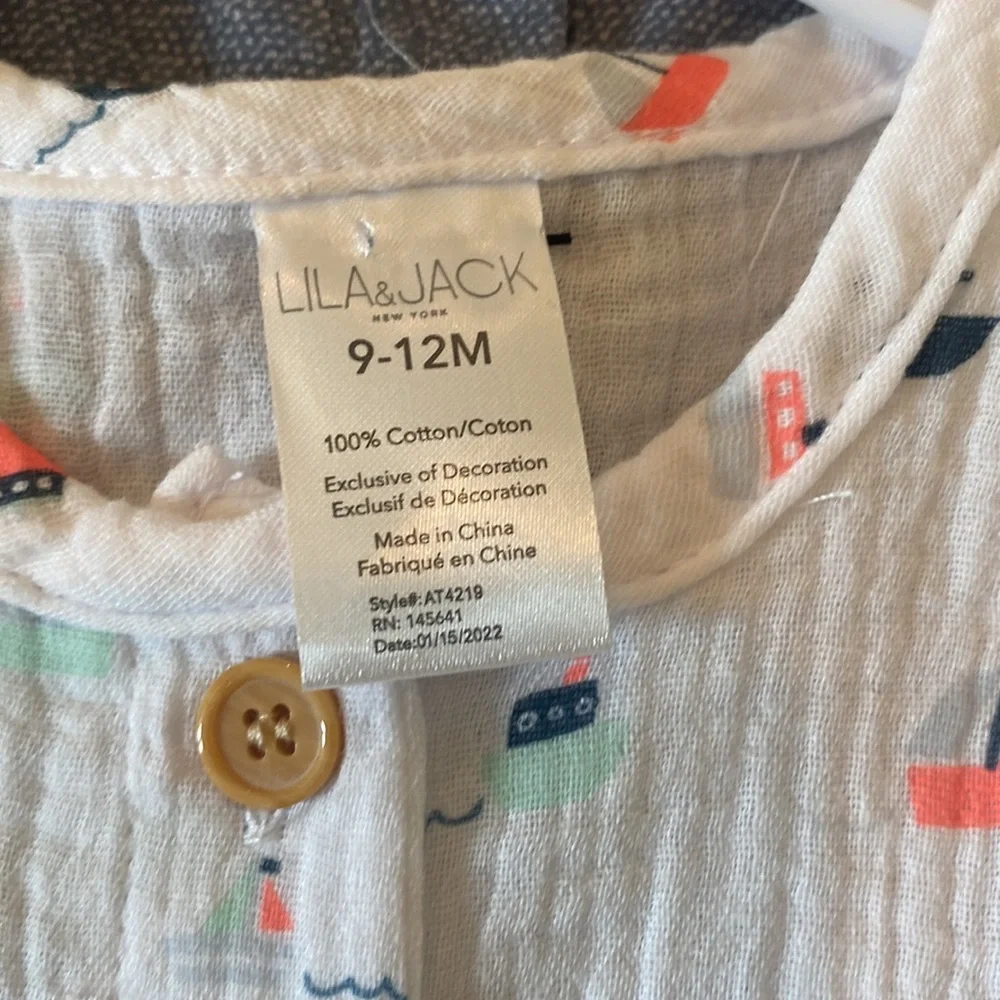 LILA&JACK
NEW YORK
9-12M
100% Cotton/Coton
Exclusive of Decoration
Exclusif de Décoration
Made in China
Fabriqué en Chine
Style#:AT4219
RN: 145641
Date:01/15/2022